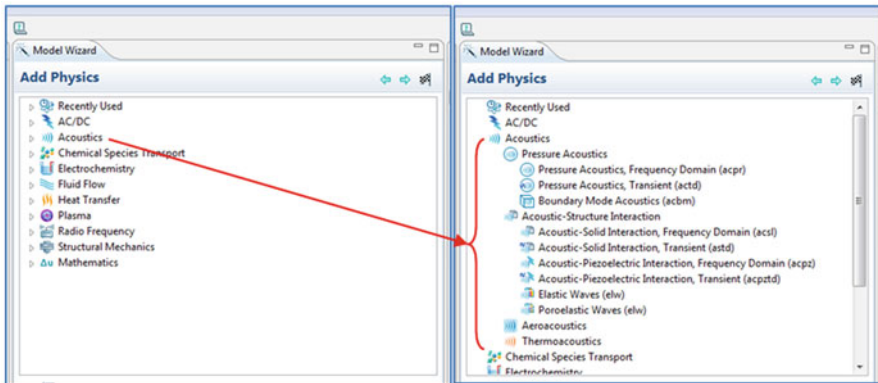 Model Wizard
Add Physics
Recently Used
AC/DC
Acoustics
Chemical Species Transport
Electrochemistry
Fluid Flow
Heat Transfer
Plasma
Radio Frequency
Structural Mechanics
Δu Mathematics
Model Wizard
Add Physics
Recently Used
AC/DC
Acoustics
Pressure Acoustics
Pressure Acoustics, Frequency Domain (acpr)
Pressure Acoustics, Transient (actd)
Boundary Mode Acoustics (acbm)
Acoustic-Structure Interaction
Acoustic-Solid Interaction, Frequency Domain (acsl)
Acoustic-Solid Interaction, Transient (astd)
Acoustic-Piezoelectric Interaction, Frequency Domain (acpz)
Acoustic-Piezoelectric Interaction, Transient (acpztd)
Elastic Waves (elw)
Poroelastic Waves (elw)
Aeroacoustics
Thermoacoustics
Chemical Species Transport
Electrochemistry